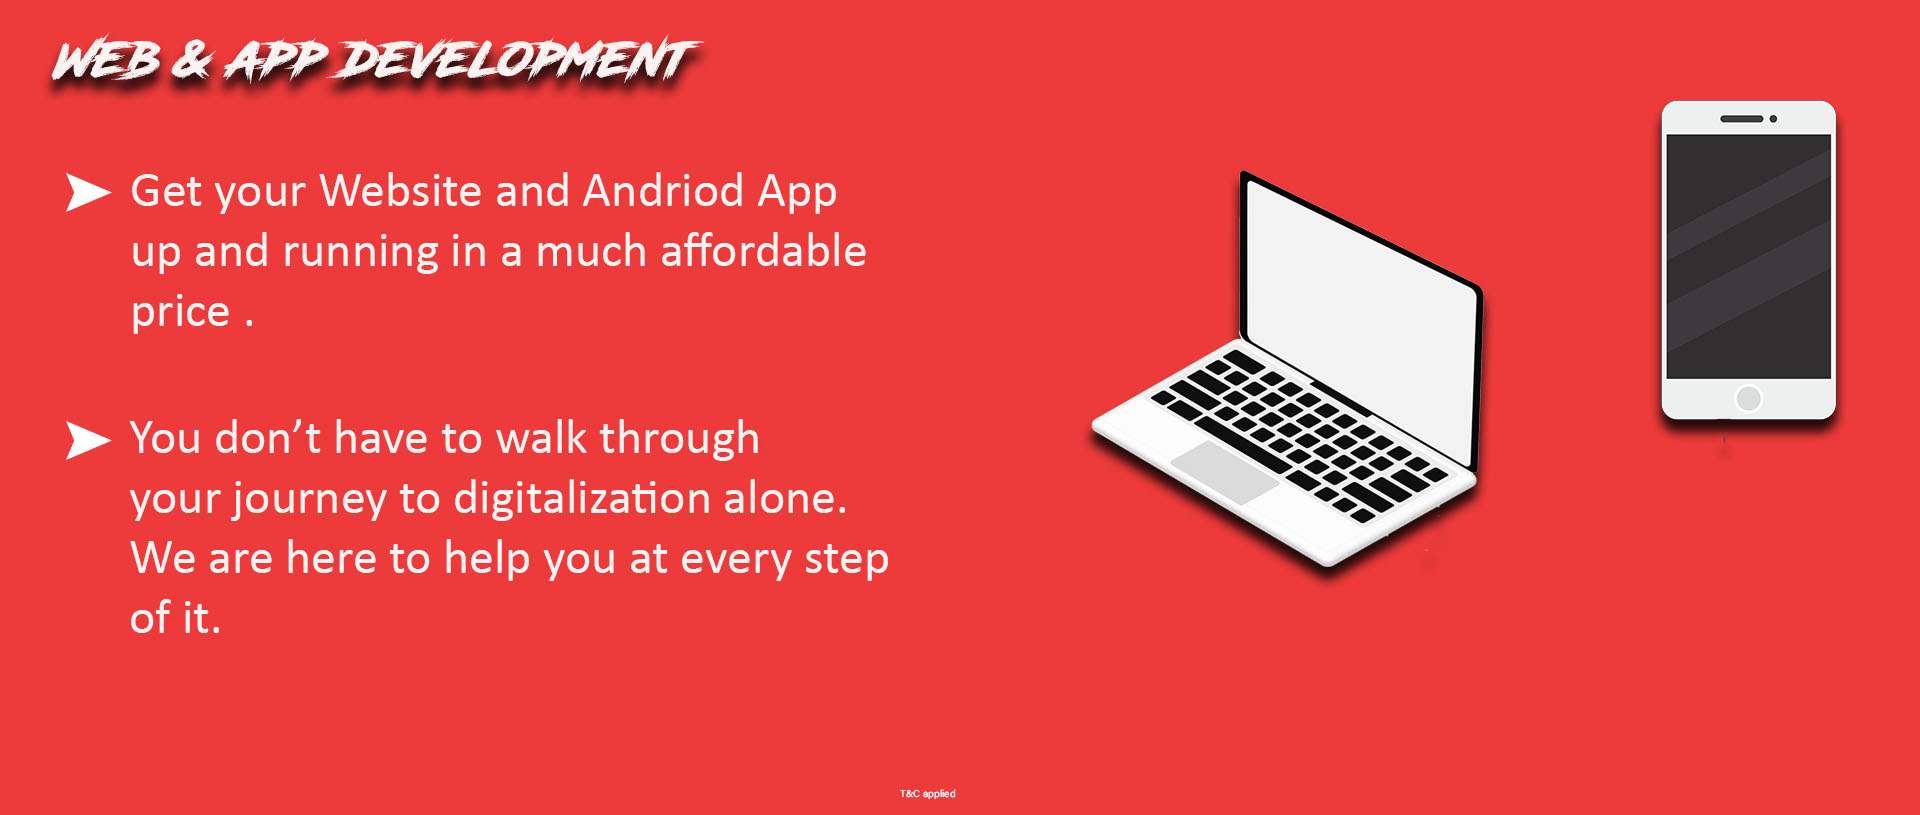 WEB & APP DEVELOPMENT
Get your Website and Andriod App
up and running in a much affordable
price .
You don’t have to walk through
your journey to digitalization alone.
We are here to help you at every step
of it.
T&C applied